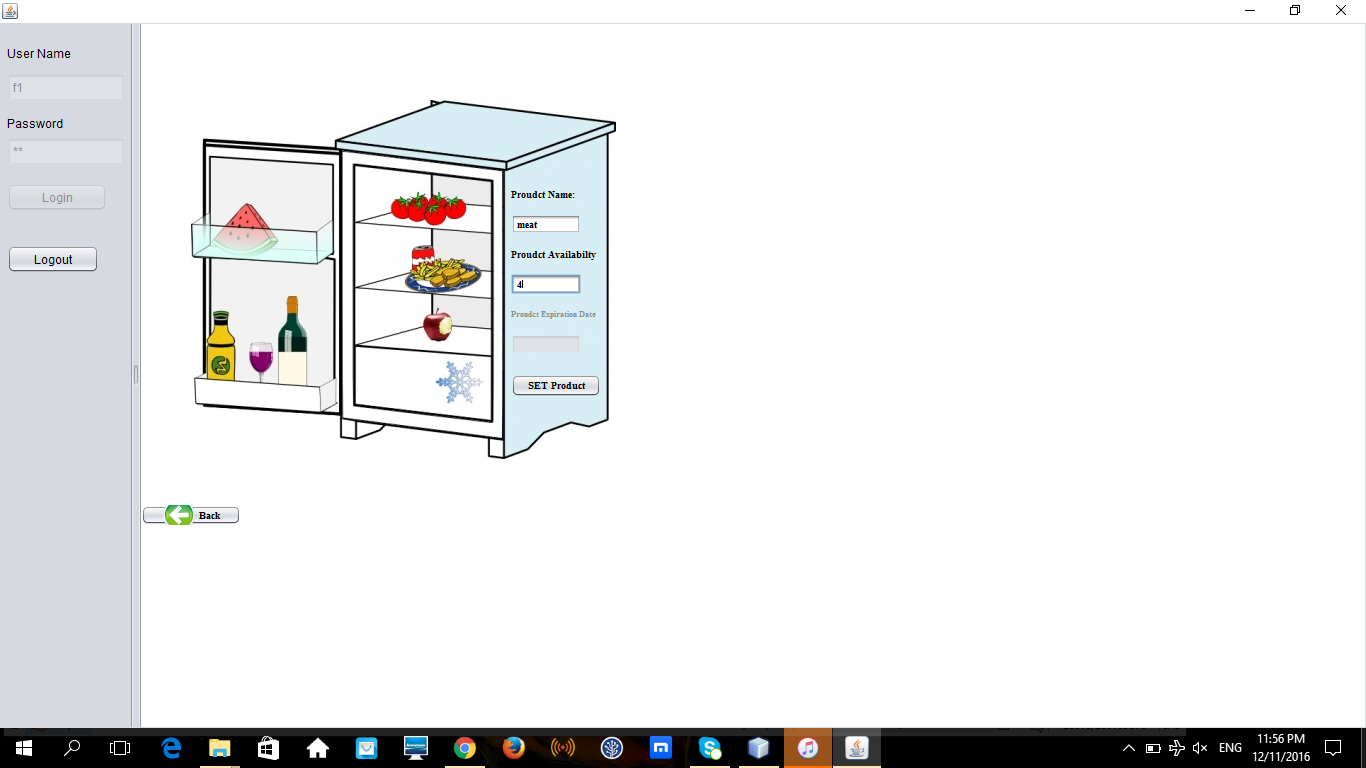 User Name
f1
Password
**
Login
Logout
Proudct Name:
meat
Proudct Availabilty
4
Proudct Expiration Date
SET Product
Back
ENG
11:56 PM
12/11/2016